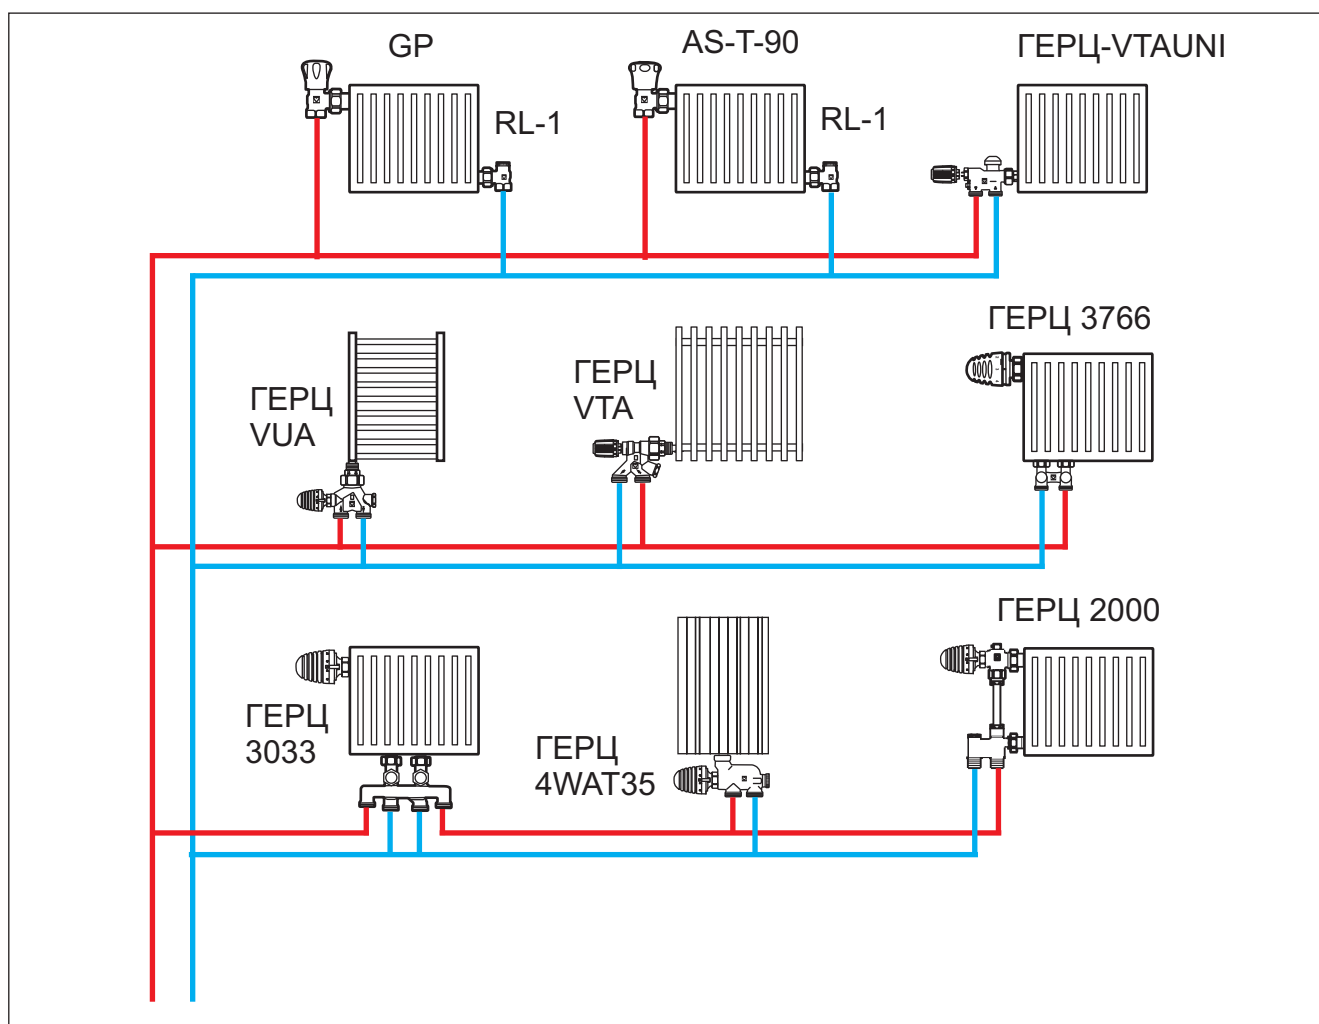 GP
AS-T-90
ГЕРЦ-VTAUNI
RL-1
RL-1
ГЕРЦ 3766
ГЕРЦ
VUA
ГЕРЦ
VTA
ГЕРЦ 2000
ГЕРЦ
3033
ГЕРЦ
4WAT35